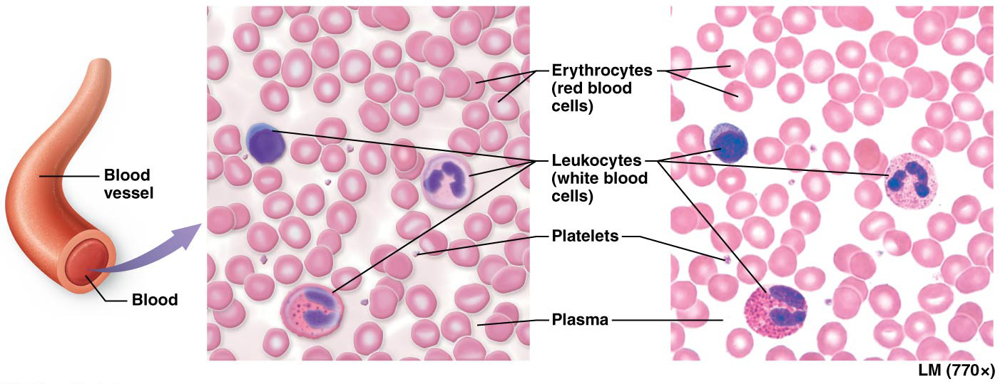 Blood
vessel
Blood
Erythrocytes
(red blood
cells)
Leukocytes
(white blood
cells)
Platelets
Plasma
LM (770×)